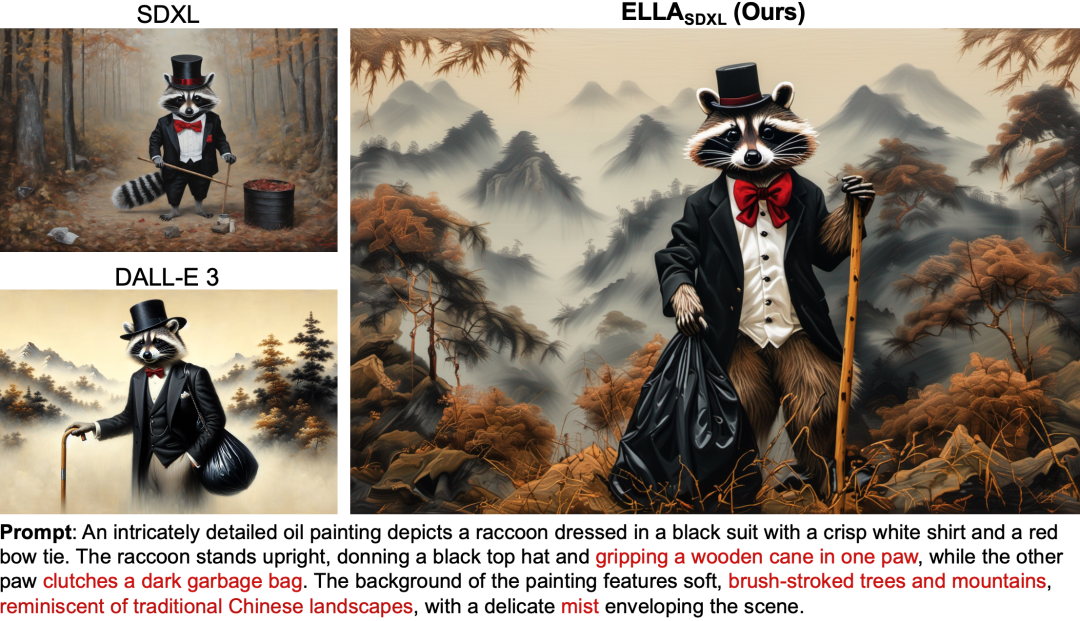 SDXL
ELLA_SDXL (Ours)
DALL-E 3
Prompt: An intricately detailed oil painting depicts a raccoon dressed in a black suit with a crisp white shirt and a red
bow tie. The raccoon stands upright, donning a black top hat and gripping a wooden cane in one paw, while the other
paw clutches a dark garbage bag. The background of the painting features soft, brush-stroked trees and mountains,
reminiscent of traditional Chinese landscapes, with a delicate mist enveloping the scene.